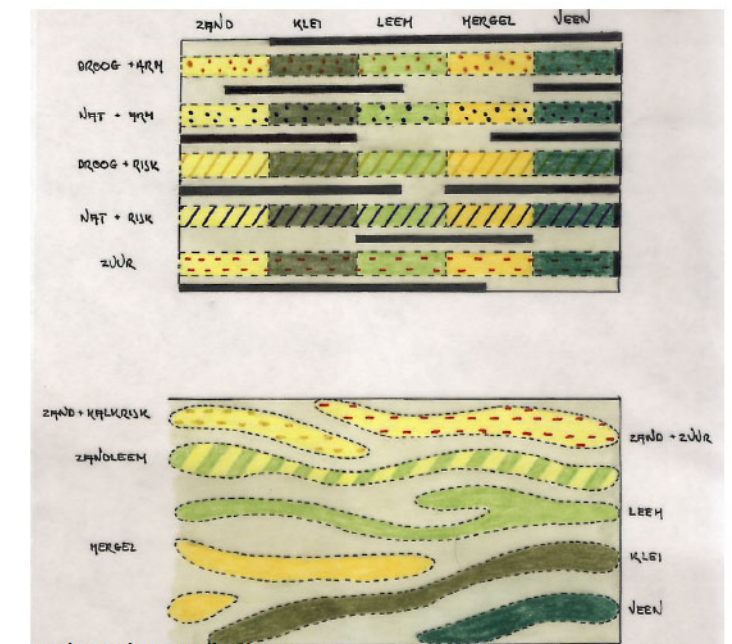 ZAND KLEI LEEM MERGEL VEEN
DROOG + ARM
NAT + ARM
DROOG + RIJK
NAT + RIJK
ZUUR
ZAND + KALKRIJK
ZAND + ZUUR
ZANDLEEM
LEEM
MERGEL
KLEI
VEEN